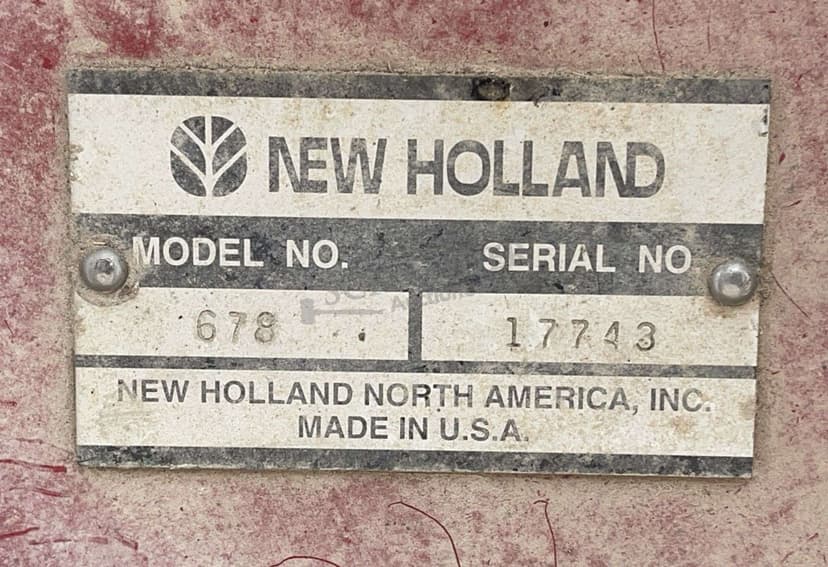 NEW HOLLAND
MODEL NO. SERIAL NO
678 17743
NEW HOLLAND NORTH AMERICA, INC.
MADE IN U.S.A.